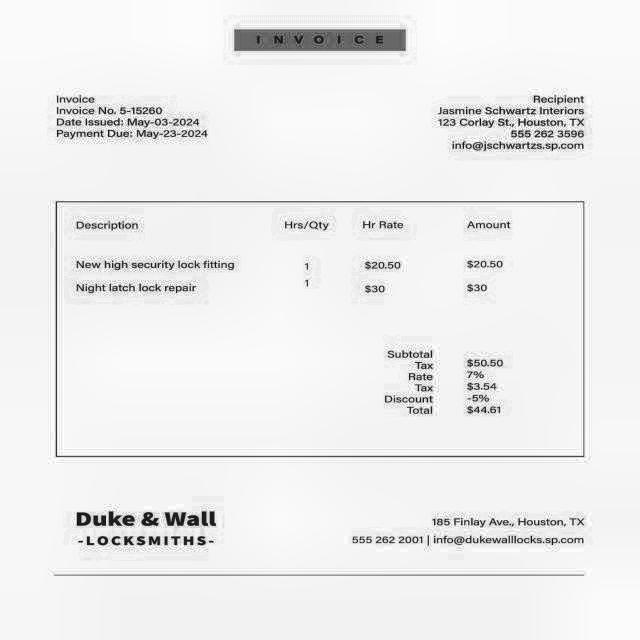 INVOICE
Invoice
Invoice No. 5-15260
Date Issued: May-03-2024
Payment Due: May-23-2024
Recipient
Jasmine Schwartz Interiors
123 Corlay St., Houston, TX
555 262 3596
info@jschwartzs.sp.com
Description Hrs/Qty Hr Rate Amount
New high security lock fitting 1 $20.50 $20.50
Night latch lock repair 1 $30 $30
Subtotal $50.50
Tax Rate 7%
Tax $3.54
Discount -5%
Total $44.61
Duke & Wall
-LOCKSMITHS-
185 Finlay Ave., Houston, TX
555 262 2001 | info@dukewalllocks.sp.com